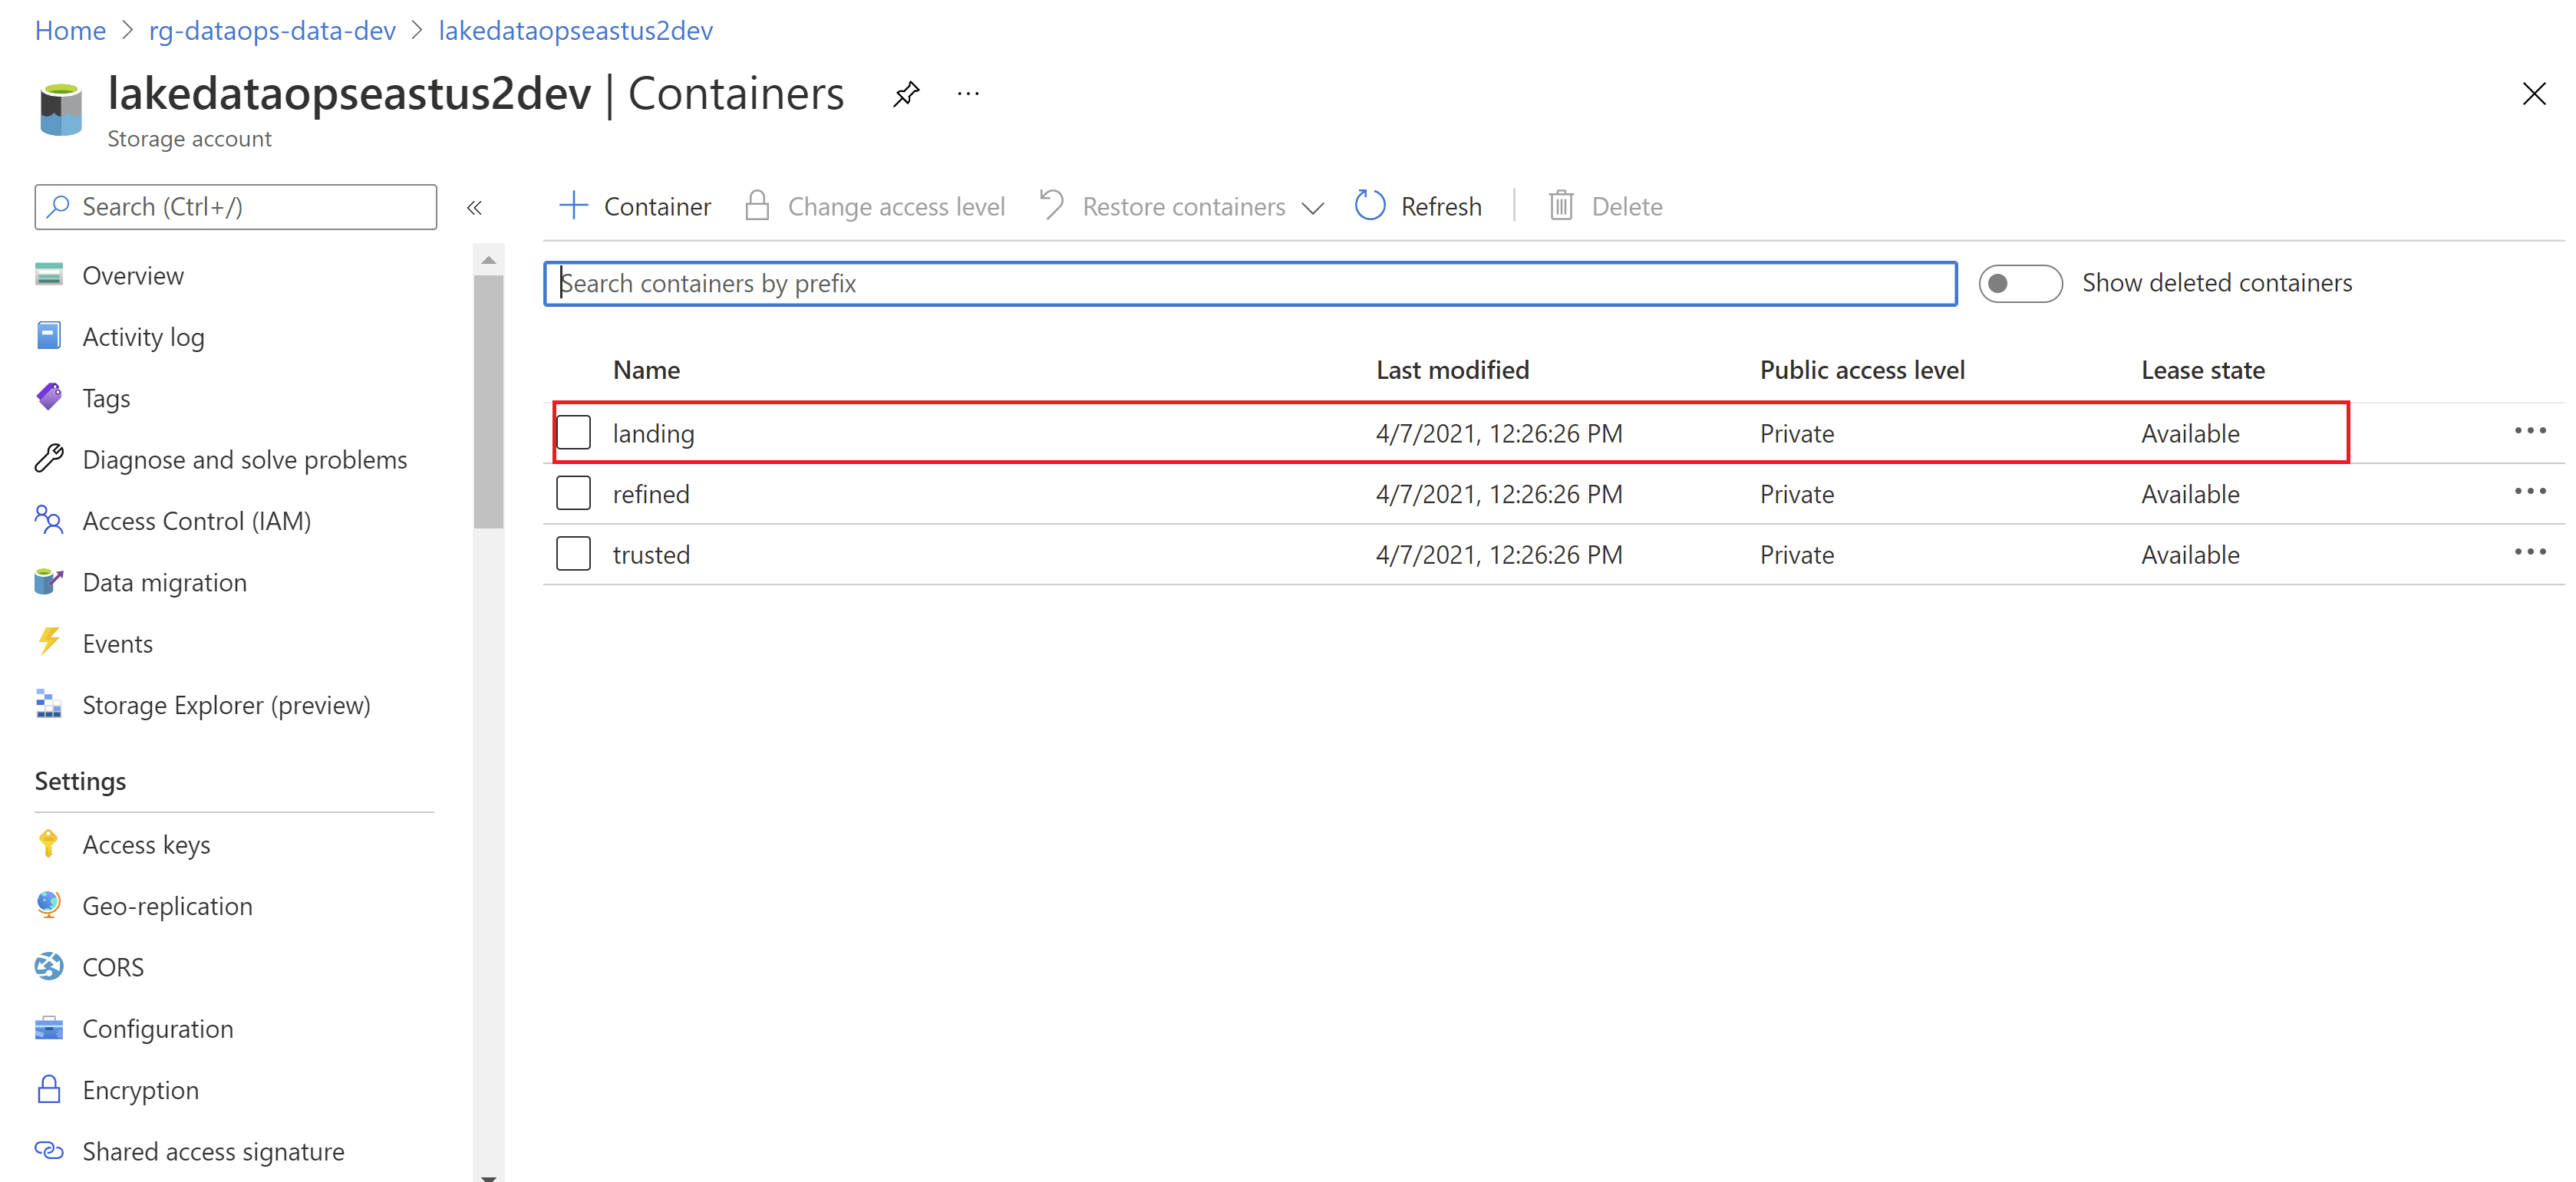 Home > rg-dataops-data-dev > lakedataopseastus2dev
lakedataopseastus2dev | Containers ...
Storage account
Search (Ctrl+/)
«
Container
Change access level
Restore containers
Refresh
Delete
Search containers by prefix
Show deleted containers
Overview
Activity log
Tags
Diagnose and solve problems
Access Control (IAM)
Data migration
Events
Storage Explorer (preview)
Settings
Access keys
Geo-replication
CORS
Configuration
Encryption
Shared access signature
Name Last modified Public access level Lease state
landing 4/7/2021, 12:26:26 PM Private Available ...
refined 4/7/2021, 12:26:26 PM Private Available ...
trusted 4/7/2021, 12:26:26 PM Private Available ...